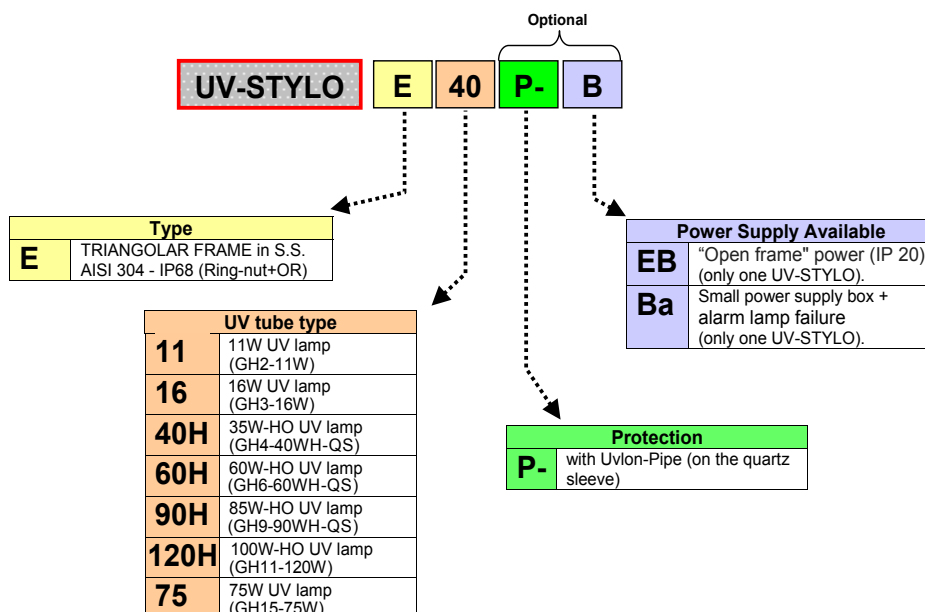 Optional
UV-STYLO E 40 P- B
Type
E
TRIANGOLAR FRAME in S.S.
AISI 304 - IP68 (Ring-nut+OR)
Power Supply Available
EB
“Open frame" power (IP 20)
(only one UV-STYLO).
Ba
Small power supply box +
alarm lamp failure
(only one UV-STYLO).
UV tube type
11
11W UV lamp
(GH2-11W)
16
16W UV lamp
(GH3-16W)
40H
35W-HO UV lamp
(GH4-40WH-QS)
60H
60W-HO UV lamp
(GH6-60WH-QS)
90H
85W-HO UV lamp
(GH9-90WH-QS)
120H
100W-HO UV lamp
(GH11-120W)
75
75W UV lamp
(GH15-75W)
Protection
P-
with Uvlon-Pipe (on the quartz
sleeve)